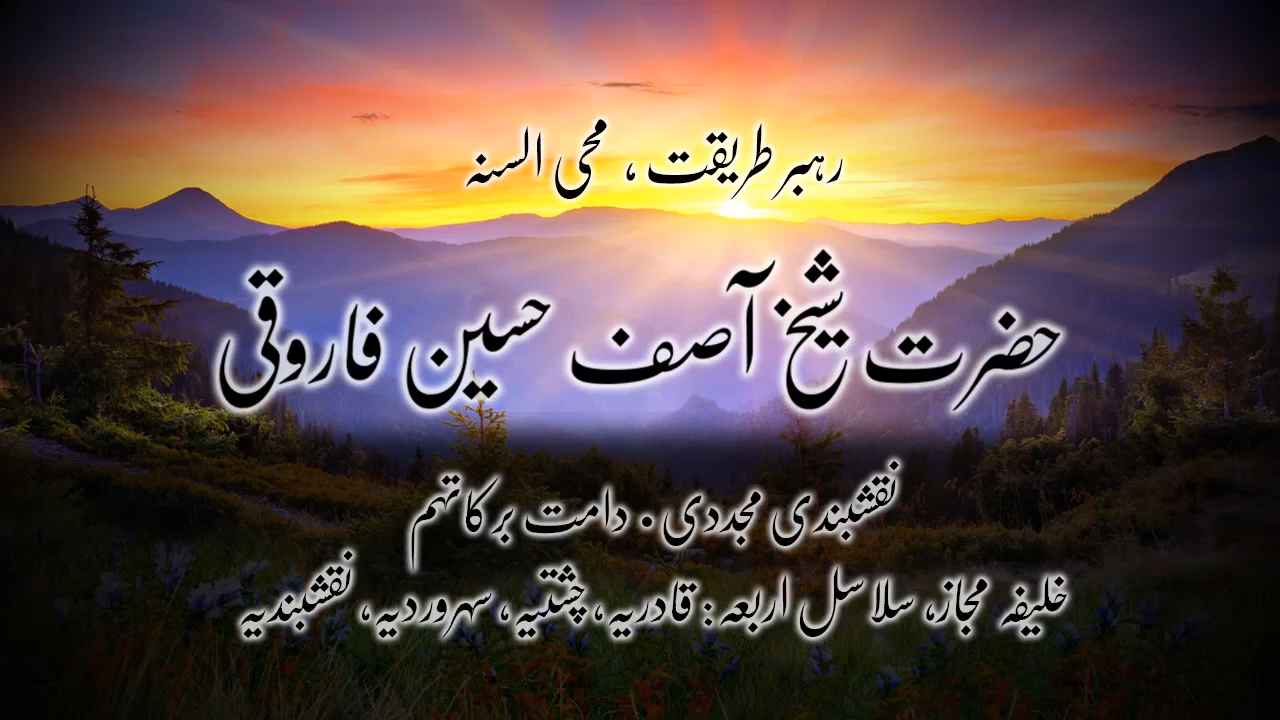 رہبر طریقت، محی السنہ
حضرت شیخ آصف حسین فاروقی
نقشبندی مجددی . دامت برکاتہم
خلیفہ مجاز، سلاسل اربعہ: قادریہ، چشتیہ، سہروردیہ، نقشبندیہ